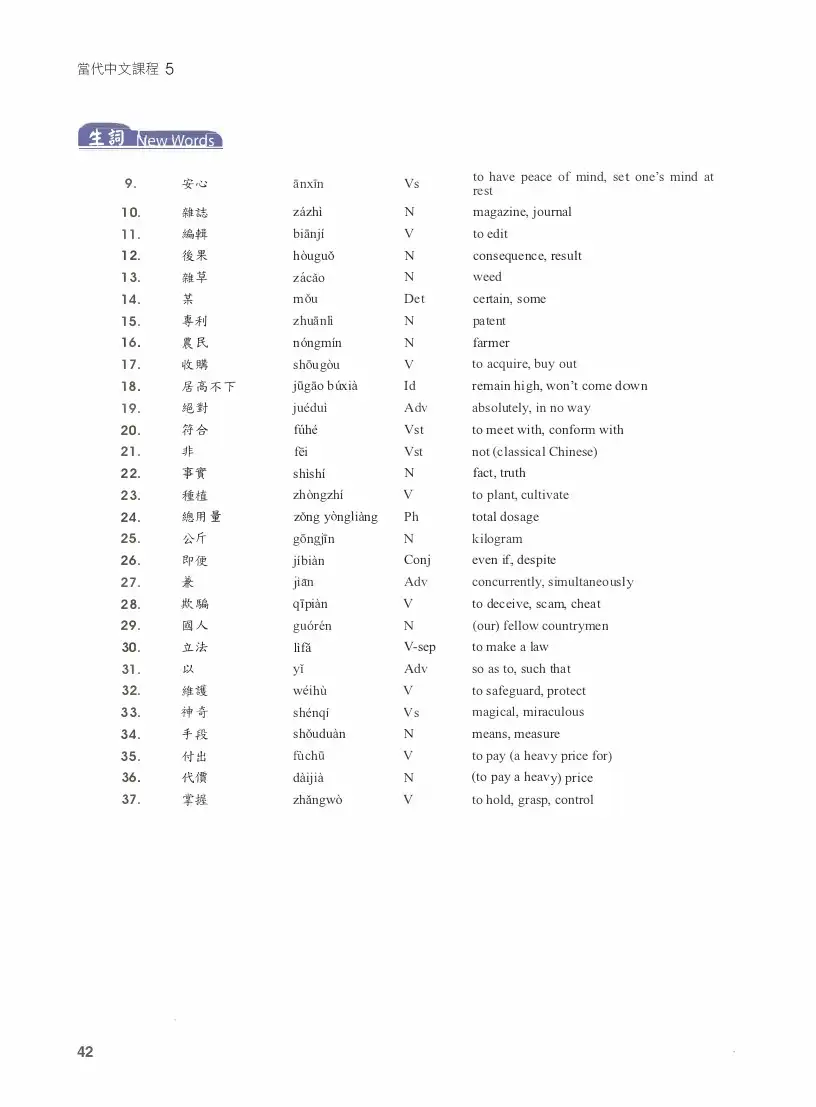 當代中文課程 5
生詞 New Words
9. 安心 ānxīn Vs to have peace of mind, set one's mind at
rest
10. 雜誌 zázhì N magazine, journal
11. 編輯 biānjí V to edit
12. 後果 hòuguǒ N consequence, result
13. 雜草 zácǎo N weed
14. 某 mǒu Det certain, some
15. 專利 zhuānlì N patent
16. 農民 nóngmín N farmer
17. 收購 shōugòu V to acquire, buy out
18. 居高不下 jūgāo búxià Id remain high, won't come down
19. 絕對 juéduì Adv absolutely, in no way
20. 符合 fúhé Vst to meet with, conform with
21. 非 fēi Vst not (classical Chinese)
22. 事實 shìshí N fact, truth
23. 種植 zhòngzhí V to plant, cultivate
24. 總用量 zǒng yòngliàng Ph total dosage
25. 公斤 gōngjīn N kilogram
26. 即便 jíbiàn Conj even if, despite
27. 兼 jiān Adv concurrently, simultaneously
28. 欺騙 qīpiàn V to deceive, scam, cheat
29. 國人 guórén N (our) fellow countrymen
30. 立法 lìfǎ V-sep to make a law
31. 以 yǐ Adv so as to, such that
32. 維護 wéihù V to safeguard, protect
33. 神奇 shénqí Vs magical, miraculous
34. 手段 shǒuduàn N means, measure
35. 付出 fùchū V to pay (a heavy price for)
36. 代價 dàijià N (to pay a heavy) price
37. 掌握 zhǎngwò V to hold, grasp, control
42